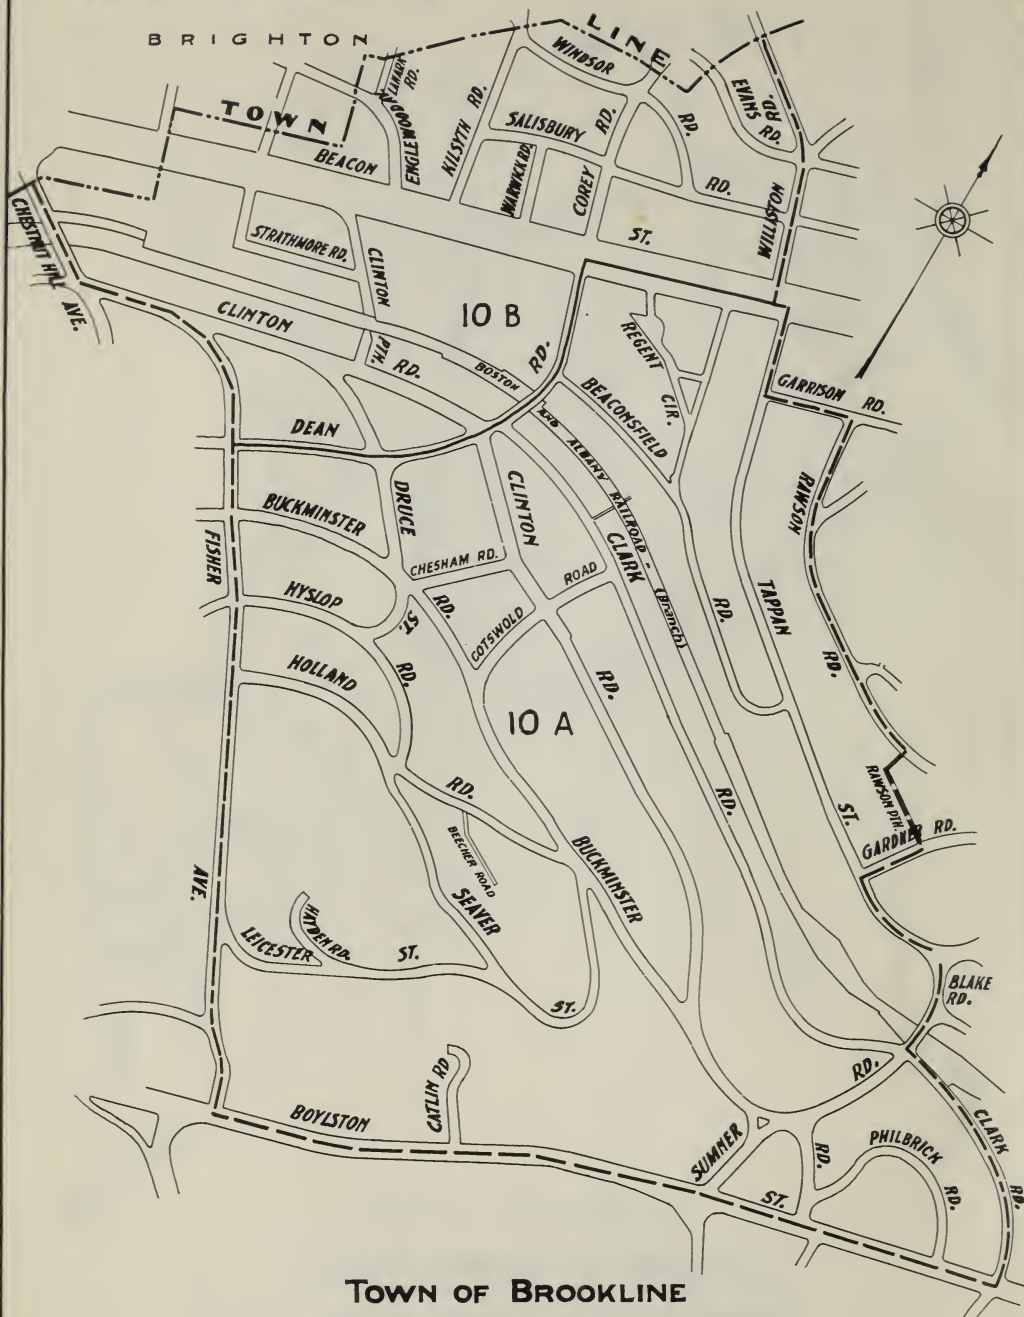 BRIGHTON
TOWN
LINE
WINDSOR
RD.
LANARK
RD.
ENGLEWOOD AV.
KILSYTH RD.
SALISBURY
RD.
EVANS
RD.
RD.
BEACON
WARWICK RD.
COREY
RD.
WILLISTON
ST.
STRATHMORE RD.
CLINTON
PTH.
CHESTNUT HILL
AVE.
CLINTON
RD.
10 B
BOSTON
AND ALBANY RAILROAD
(Branch)
REGENT
CIR.
BEACONSFIELD
RD.
GARRISON RD.
DEAN
RD.
RAWSON
RD.
DRUCE
ST.
CLINTON
RD.
BUCKMINSTER
RD.
CHESHAM RD.
ROAD
CLARK
RD.
FISHER
AVE.
HYSLOP
RD.
COTSWOLD
TAPPAN
ST.
HOLLAND
RD.
10 A
RAWSON PTH.
GARDNER RD.
BEECHER ROAD
BUCKMINSTER
RD.
SEAVER
ST.
HAYDEN RD.
LEICESTER
ST.
BLAKE
RD.
CATLIN RD
BOYLSTON
ST.
SUMNER
RD.
PHILBRICK
RD.
CLARK
RD.
TOWN OF BROOKLINE